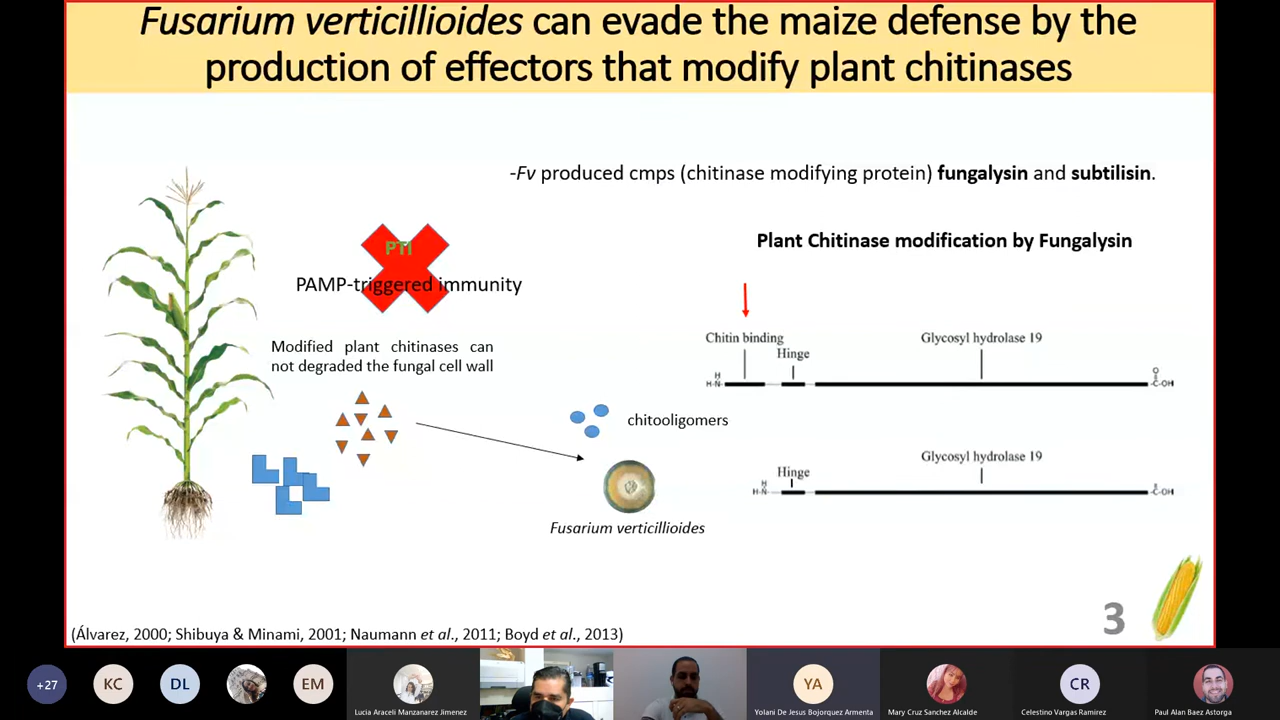 Fusarium verticillioides can evade the maize defense by the
production of effectors that modify plant chitinases
-Fv produced cmps (chitinase modifying protein) fungalysin and subtilisin.
Plant Chitinase modification by Fungalysin
PTI
PAMP-triggered immunity
Modified plant chitinases can
not degraded the fungal cell wall
chitooligomers
Fusarium verticillioides
Chitin binding
Hinge
Glycosyl hydrolase 19
H
H-N-
O
-C-OH
Hinge
Glycosyl hydrolase 19
H
H-N-
O
-C-OH
3
(Álvarez, 2000; Shibuya & Minami, 2001; Naumann et al., 2011; Boyd et al., 2013)
+27
KC
DL
EM
Lucia Araceli Manzanarez Jimenez
YA
Yolani De Jesus Bojorquez Armenta
Mary Cruz Sanchez Alcalde
CR
Celestino Vargas Ramirez
Paul Alan Baez Astorga